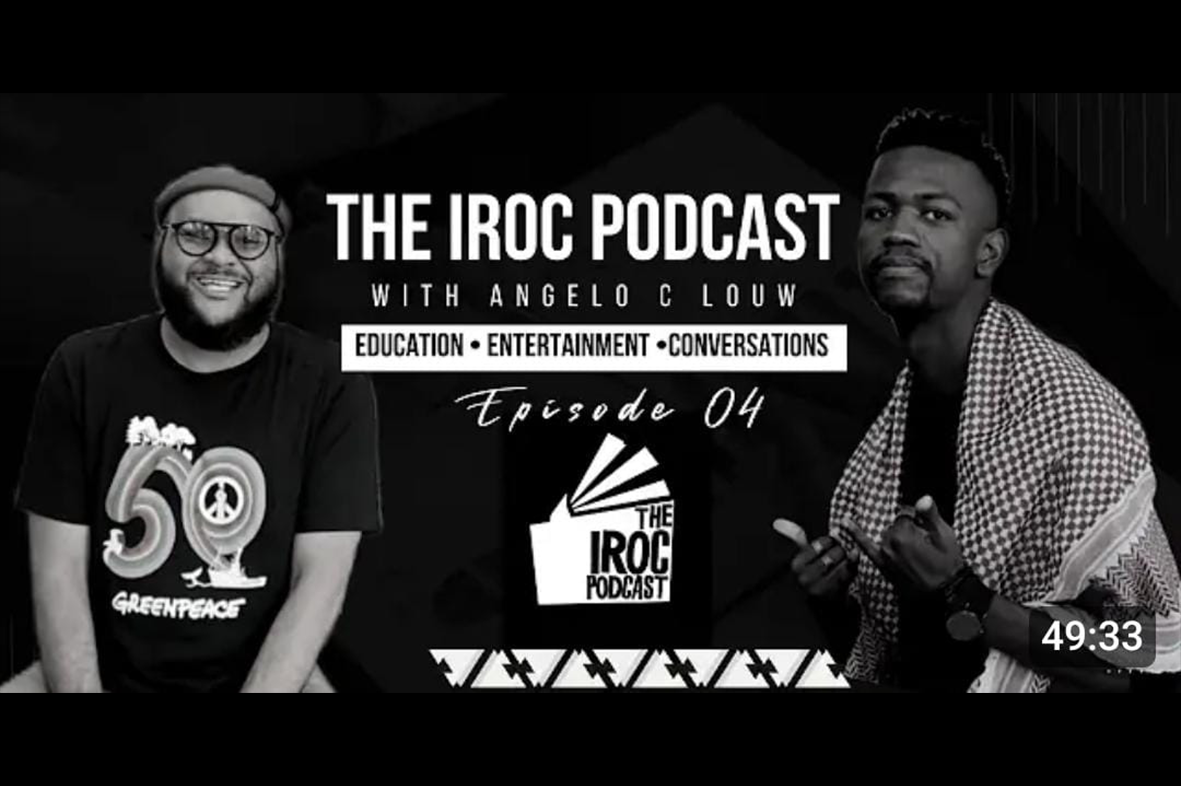 THE IROC PODCAST
WITH ANGELO C LOUW
EDUCATION • ENTERTAINMENT •CONVERSATIONS
Episode 04
THE
IROC
PODCAST
50
GREENPEACE
49:33